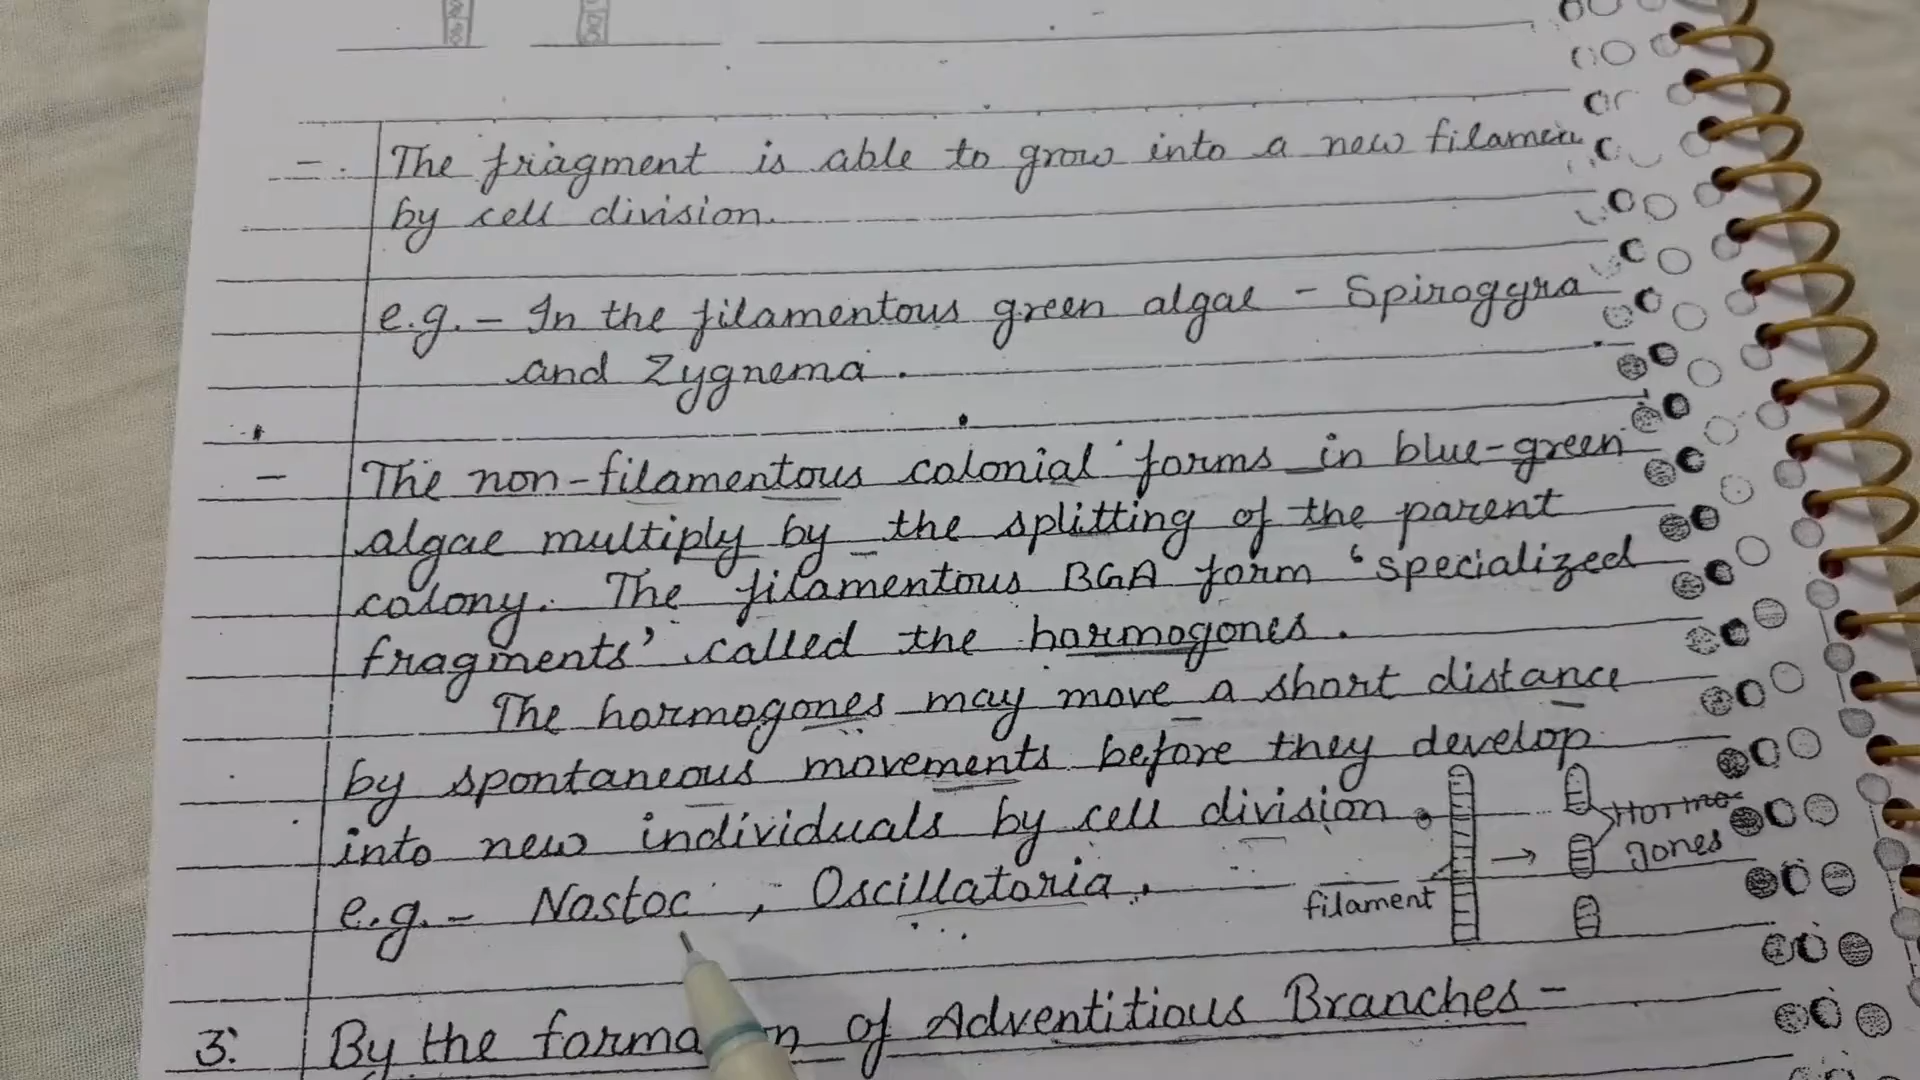 - The fragment is able to grow into a new filamen
by cell division.
e.g. - In the filamentous green algae - Spirogyra
and Zygnema.
- The non-filamentous colonial forms in blue-green
algae multiply by the splitting of the parent
colony. The filamentous BGA form 'specialized
fragments' called the hormogones.
The hormogones may move a short distance
by spontaneous movements before they develop
into new individuals by cell division.
e.g. - Nostoc, Oscillatoria.
filament → Hormo-
gones
3. By the forma n of Adventitious Branches -